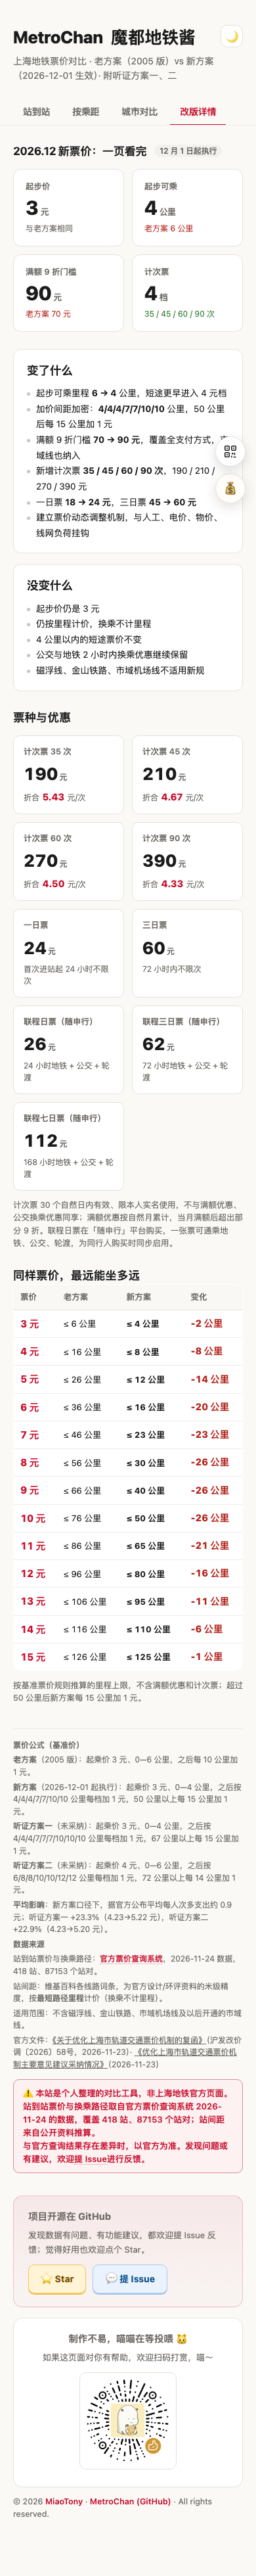 MetroChan 魔都地铁酱
上海地铁票价对比 · 老方案（2005 版）vs 新方案
（2026-12-01 生效）· 附听证方案一、二
站到站 按乘距 城市对比 改版详情
2026.12 新票价：一页看完 12 月 1 日起执行
起步价
3 元
与老方案相同
起步可乘
4 公里
老方案 6 公里
满额 9 折门槛
90 元
老方案 70 元
计次票
4 档
35 / 45 / 60 / 90 次
变了什么
起步可乘里程 6 → 4 公里，短途更早进入 4 元档
加价间距加密：4/4/4/7/7/10/10 公里，50 公里
后每 15 公里加 1 元
满额 9 折门槛 70 → 90 元，覆盖全支付方式，
域线也纳入
新增计次票 35 / 45 / 60 / 90 次，190 / 210 /
270 / 390 元
一日票 18 → 24 元，三日票 45 → 60 元
建立票价动态调整机制，与人工、电价、物价、
线网负荷挂钩
没变什么
起步价仍是 3 元
仍按里程计价，换乘不计里程
4 公里以内的短途票价不变
公交与地铁 2 小时内换乘优惠继续保留
磁浮线、金山铁路、市域机场线不适用新规
票种与优惠
计次票 35 次
190元
折合 5.43 元/次
计次票 45 次
210元
折合 4.67 元/次
计次票 60 次
270元
折合 4.50 元/次
计次票 90 次
390元
折合 4.33 元/次
一日票
24元
首次进站起 24 小时不限
次
三日票
60元
72 小时内不限次
联程日票（随申行）
26元
24 小时地铁 + 公交 + 轮
渡
联程三日票（随申行）
62元
72 小时地铁 + 公交 + 轮
渡
联程七日票（随申行）
112元
168 小时地铁 + 公交 + 轮
渡
计次票 30 个自然日内有效、限本人实名使用，不与满额优惠、
公交换乘优惠同享；满额优惠按自然月累计，当月满额后超出部
分 9 折。联程日票在「随申行」平台购买，一张票可通乘地
铁、公交、轮渡，为同行人购买时同步启用。
同样票价，最远能坐多远
票价 老方案 新方案 变化
3 元 ≤ 6 公里 ≤ 4 公里 -2 公里
4 元 ≤ 16 公里 ≤ 8 公里 -8 公里
5 元 ≤ 26 公里 ≤ 12 公里 -14 公里
6 元 ≤ 36 公里 ≤ 16 公里 -20 公里
7 元 ≤ 46 公里 ≤ 23 公里 -23 公里
8 元 ≤ 56 公里 ≤ 30 公里 -26 公里
9 元 ≤ 66 公里 ≤ 40 公里 -26 公里
10 元 ≤ 76 公里 ≤ 50 公里 -26 公里
11 元 ≤ 86 公里 ≤ 65 公里 -21 公里
12 元 ≤ 96 公里 ≤ 80 公里 -16 公里
13 元 ≤ 106 公里 ≤ 95 公里 -11 公里
14 元 ≤ 116 公里 ≤ 110 公里 -6 公里
15 元 ≤ 126 公里 ≤ 125 公里 -1 公里
按基准票价规则推算的里程上限，不含满额优惠和计次票；超过
50 公里后新方案每 15 公里加 1 元。
票价公式（基准价）
老方案（2005 版）：起乘价 3 元、0—6 公里，之后每 10 公里加
1 元。
新方案（2026-12-01 起执行）：起乘价 3 元、0—4 公里，之后按
4/4/4/7/7/10/10 公里每档加 1 元，50 公里以上每 15 公里加 1
元。
听证方案一（未采纳）：起乘价 3 元、0—4 公里，之后按
4/4/4/7/7/7/10/10/10 公里每档加 1 元，67 公里以上每 15 公里加
1 元。
听证方案二（未采纳）：起乘价 4 元、0—6 公里，之后按
6/8/8/10/10/12/12 公里每档加 1 元，72 公里以上每 14 公里加 1
元。
平均影响：新方案口径下，据官方公布平均每人次多支出约 0.9
元；听证方案一 +23.3%（4.23→5.22 元），听证方案二
+22.9%（4.23→5.20 元）。
数据来源
站到站票价与换乘路径：官方票价查询系统，2026-11-24 数据，
418 站、87153 个站对。
站间距：维基百科各线路词条，为官方设计/环评资料的米级精
度，按最短路径里程计价（换乘不计里程）。
适用范围：不含磁浮线、金山铁路、市域机场线及以后开通的市域
线。
官方文件：《关于优化上海市轨道交通票价机制的复函》（沪发改价
调〔2026〕58号，2026-11-23）·《优化上海市轨道交通票价机
制主要意见建议采纳情况》（2026-11-23）
⚠️ 本站是个人整理的对比工具，非上海地铁官方页面。
站到站票价与换乘路径取自官方票价查询系统 2026-
11-24 的数据，覆盖 418 站、87153 个站对；站间距
来自公开资料推算。
与官方查询结果存在差异时，以官方为准。发现问题或
有建议，欢迎提 Issue进行反馈。
项目开源在 GitHub
发现数据有问题、有功能建议，都欢迎提 Issue 反
馈；觉得好用也欢迎点个 Star。
⭐ Star 💬 提 Issue
制作不易，喵喵在等投喂 🐱
如果这页面对你有帮助，欢迎扫码打赏，喵～
© 2026 MiaoTony · MetroChan (GitHub) · All rights
reserved.